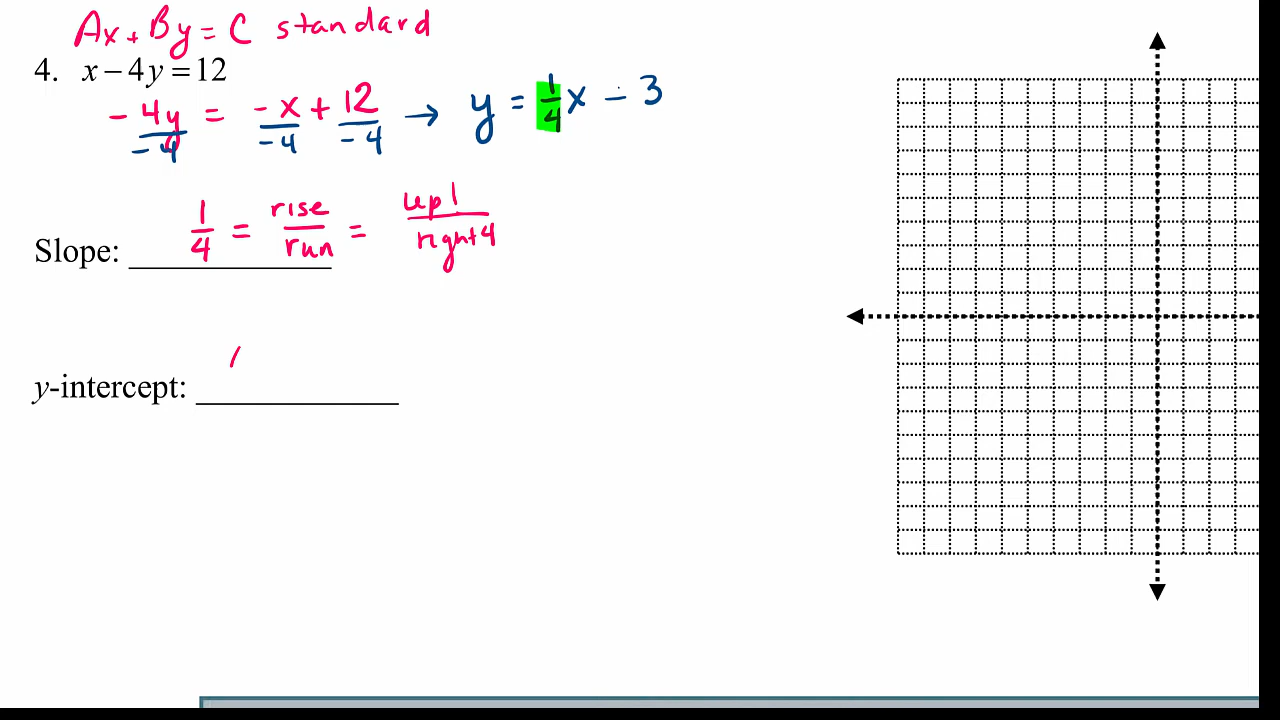 Ax + By = C standard
4. x − 4y = 12
- 4y = -x + 12 → y = 1/4 x - 3
-4 -4 -4
1/4 = rise/run = up 1/right 4
Slope: ____________
y-intercept: ____________